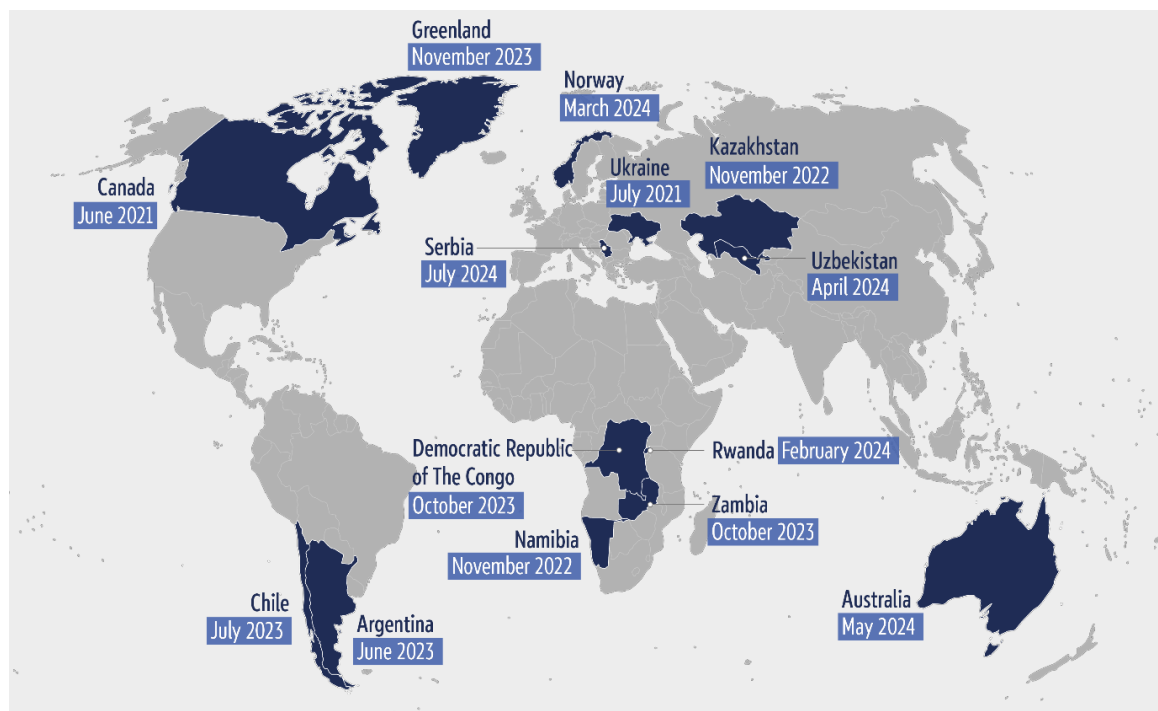 Greenland
November 2023
Norway
March 2024
Kazakhstan
November 2022
Ukraine
July 2021
Canada
June 2021
Serbia
July 2024
Uzbekistan
April 2024
Democratic Republic
of The Congo
October 2023
Rwanda February 2024
Zambia
October 2023
Namibia
November 2022
Chile
July 2023
Argentina
June 2023
Australia
May 2024